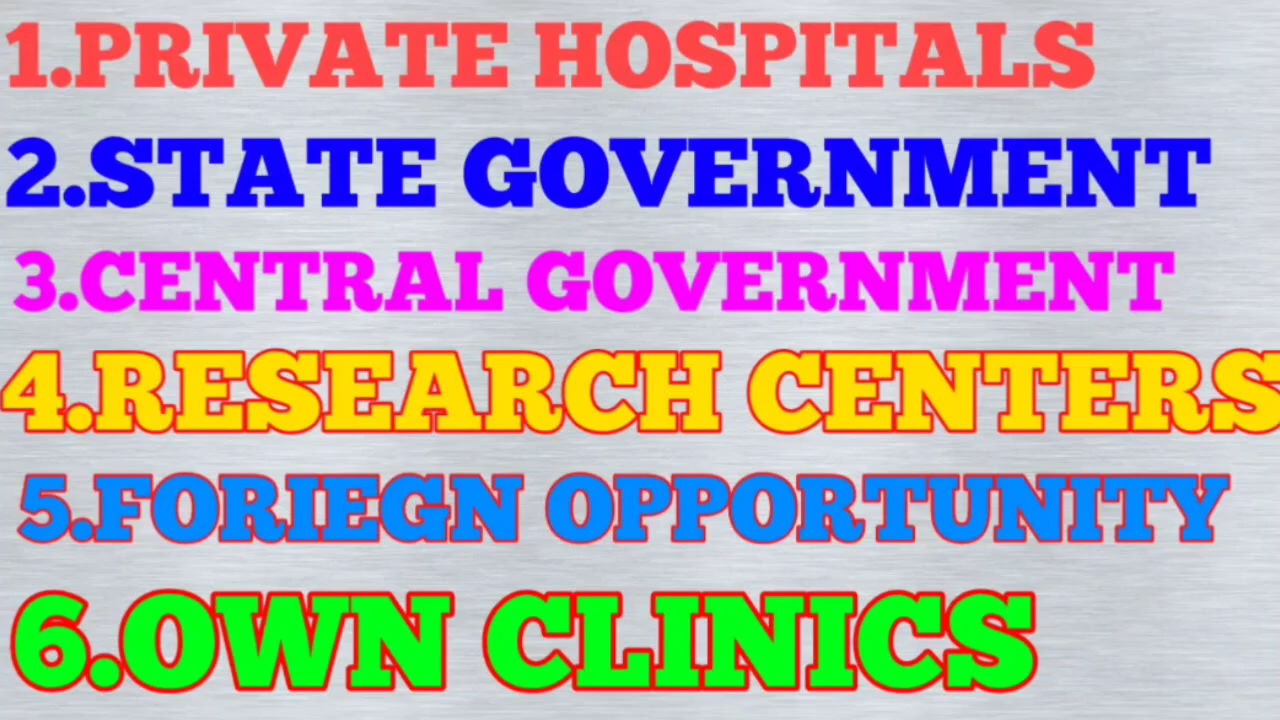 1.PRIVATE HOSPITALS
2.STATE GOVERNMENT
3.CENTRAL GOVERNMENT
4.RESEARCH CENTERS
5.FORIEGN OPPORTUNITY
6.OWN CLINICS